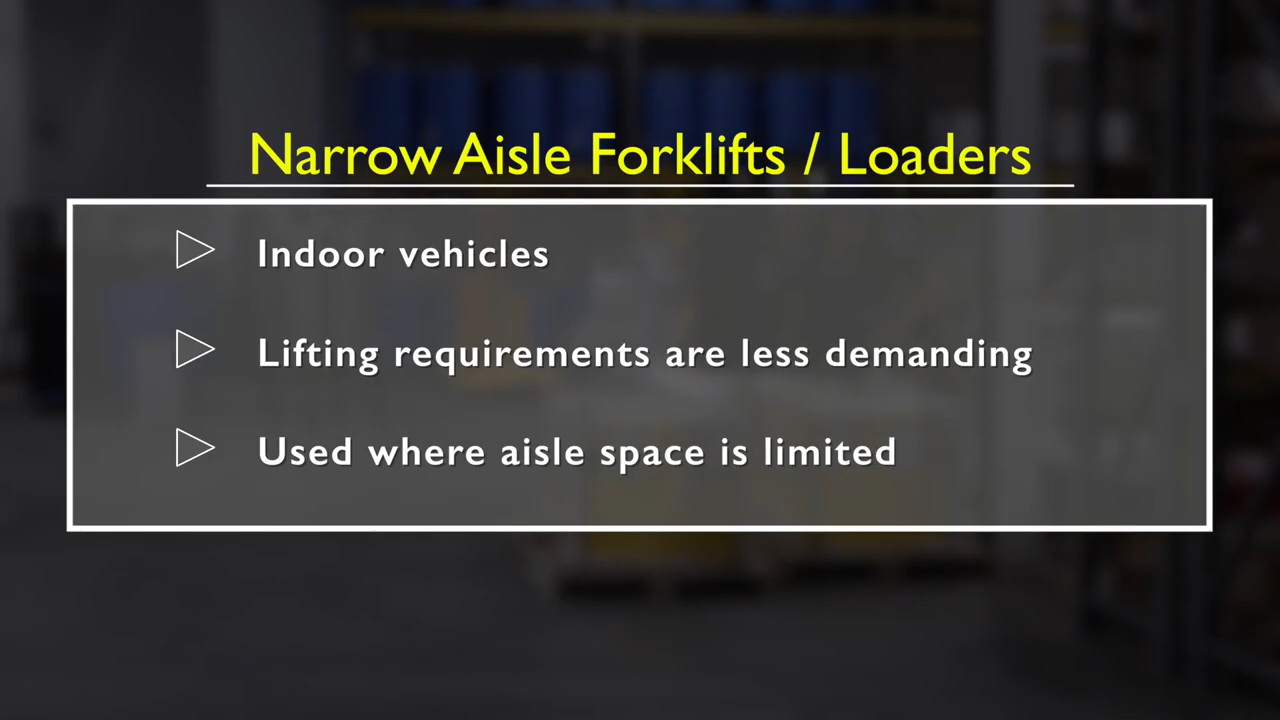 Narrow Aisle Forklifts / Loaders
Indoor vehicles
Lifting requirements are less demanding
Used where aisle space is limited